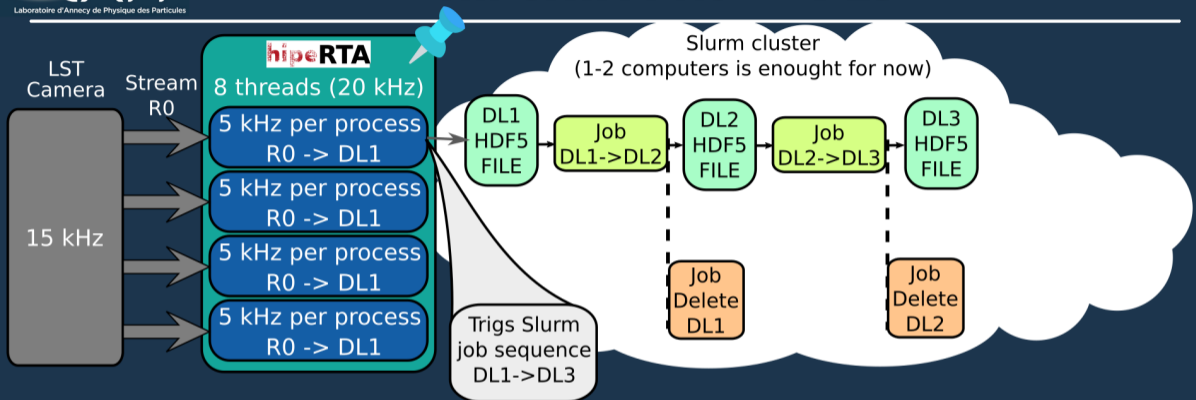 Laboratoire d'Annecy de Physique des Particules
LST
Camera
15 kHz
Stream
R0
hipeRTA
8 threads (20 kHz)
5 kHz per process
R0 -> DL1
5 kHz per process
R0 -> DL1
5 kHz per process
R0 -> DL1
5 kHz per process
R0 -> DL1
Slurm cluster
(1-2 computers is enought for now)
DL1
HDF5
FILE
Job
DL1->DL2
DL2
HDF5
FILE
Job
DL2->DL3
DL3
HDF5
FILE
Job
Delete
DL1
Job
Delete
DL2
Trigs Slurm
job sequence
DL1->DL3